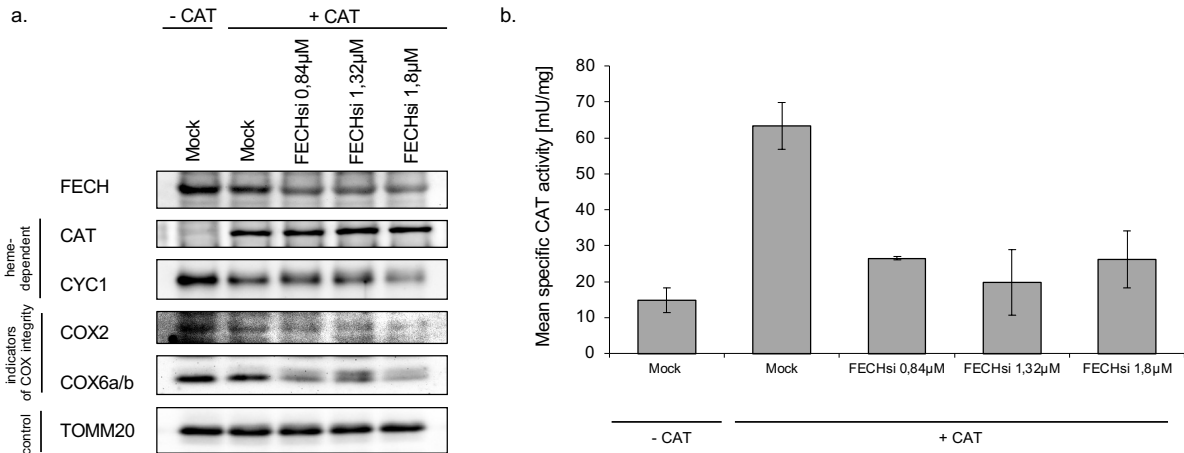 a.
- CAT
+ CAT
Mock
Mock
FECHsi 0,84µM
FECHsi 1,32µM
FECHsi 1,8µM
FECH
heme-
dependent
CAT
CYC1
indicators
of COX integrity
COX2
COX6a/b
control
TOMM20
b.
Mean specific CAT activity [mU/mg]
80
70
60
50
40
30
20
10
0
Mock
Mock
FECHsi 0,84µM
FECHsi 1,32µM
FECHsi 1,8µM
- CAT
+ CAT